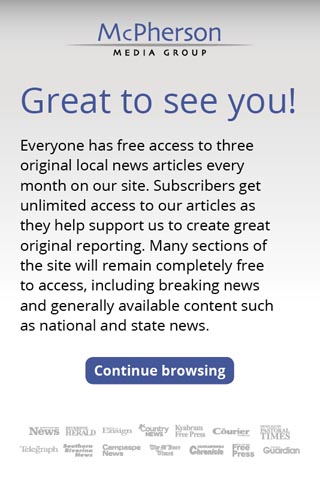 McPherson
MEDIA GROUP
Great to see you!
Everyone has free access to three
original local news articles every
month on our site. Subscribers get
unlimited access to our articles as
they help support us to create great
original reporting. Many sections of
the site will remain completely free
to access, including breaking news
and generally available content such
as national and state news.
Continue browsing
News HERALD Ensign Country NEWS Kyabram Free Press Courier PASTORAL TIMES
Telegraph Southern Riverine News Campaspe News Chronicle Free Press Guardian